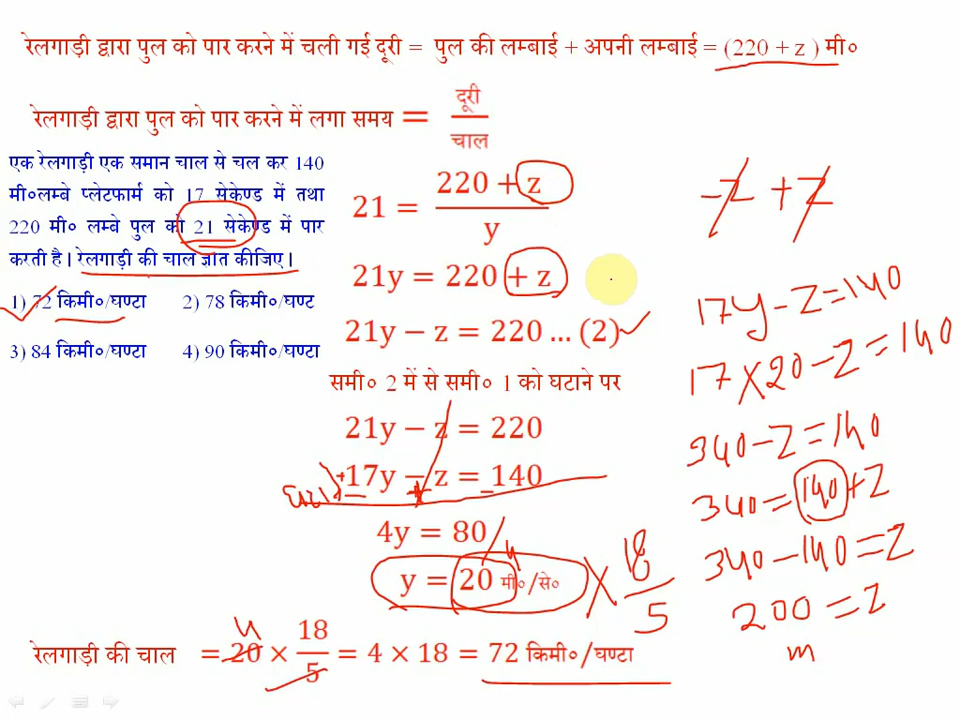 रेलगाड़ी द्वारा पुल को पार करने में चली गई दूरी = पुल की लम्बाई + अपनी लम्बाई = (220 + z ) मी०
रेलगाड़ी द्वारा पुल को पार करने में लगा समय = दूरी / चाल
एक रेलगाड़ी एक समान चाल से चल कर 140
मी०लम्बे प्लेटफार्म को 17 सेकेण्ड में तथा
220 मी० लम्बे पुल को 21 सेकेण्ड में पार
करती है। रेलगाड़ी की चाल ज्ञात कीजिए।
1) 72 किमी०/घण्टा 2) 78 किमी०/घण्ट
3) 84 किमी०/घण्टा 4) 90 किमी०/घण्टा
21 = 220 + z / y
21y = 220 + z
21y − z = 220 ... (2)
समी० 2 में से समी० 1 को घटाने पर
21y − z = 220
17y − z = 140
4y = 80
y = 20 मी०/से०
4
× 18/5
रेलगाड़ी की चाल = 20 × 18/5 = 4 × 18 = 72 किमी०/घण्टा
4
-Z + Z
17y - Z = 140
17 × 20 - Z = 140
340 - Z = 140
340 = 140 + Z
340 - 140 = Z
200 = Z
m